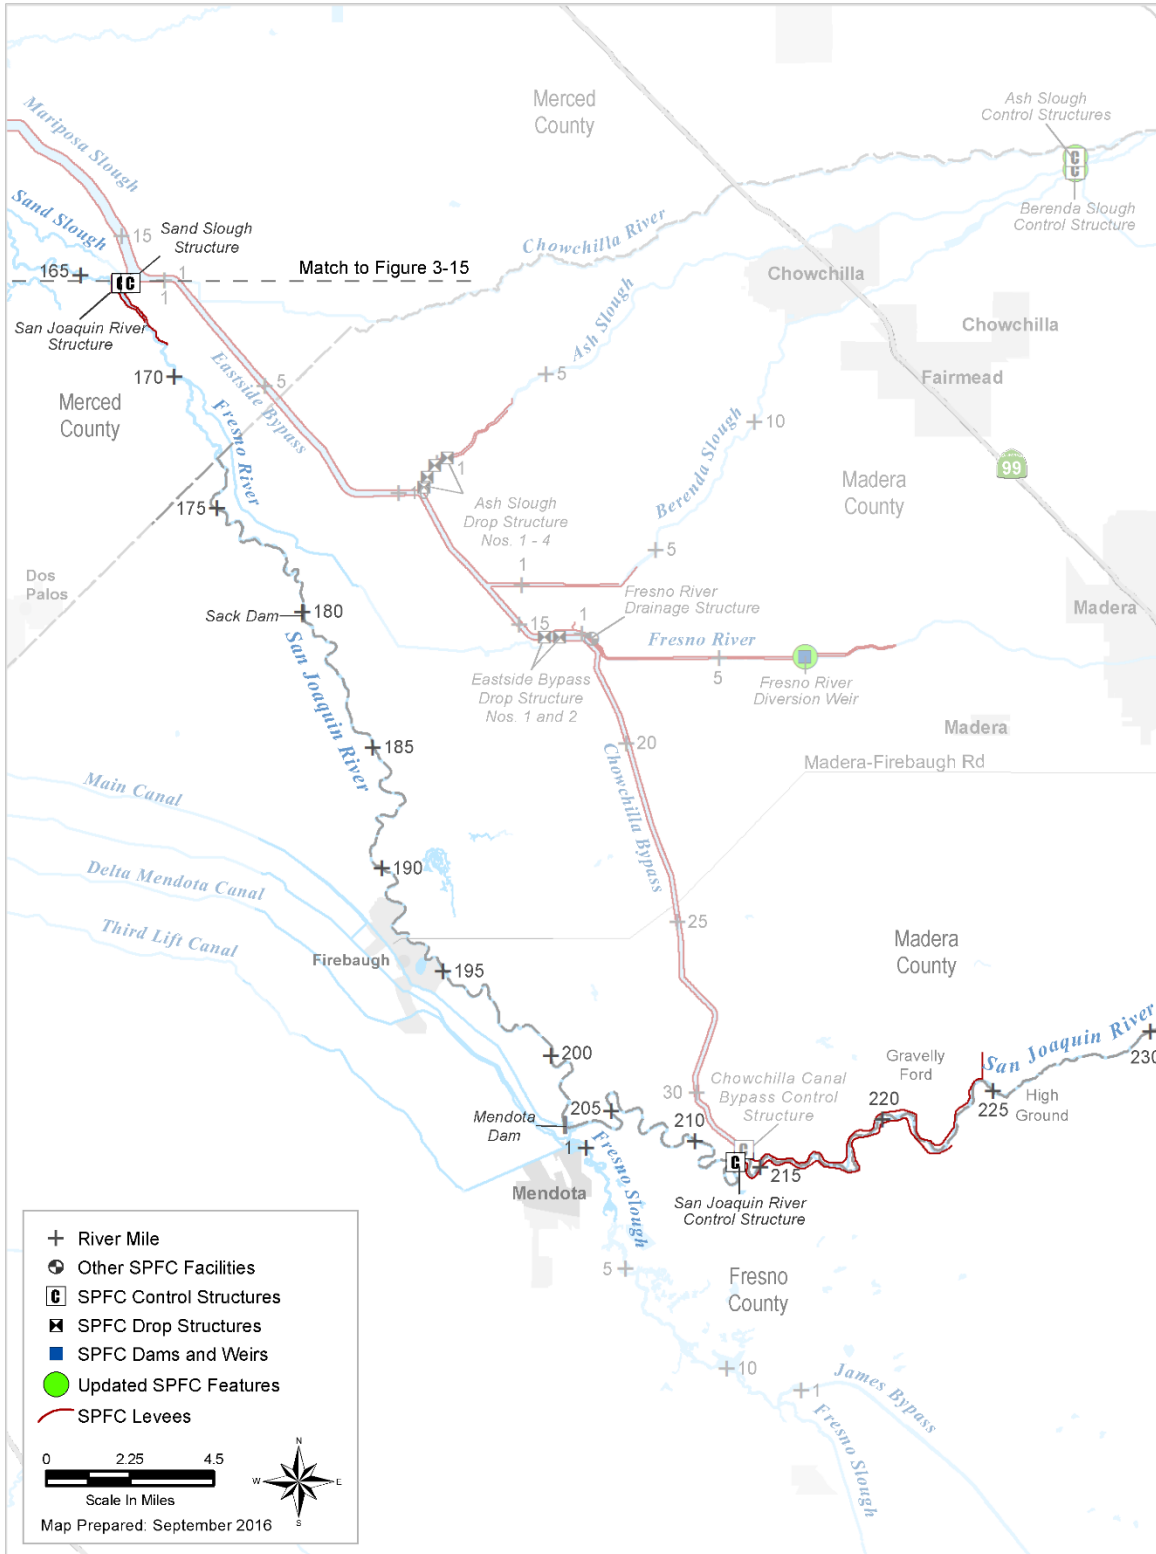 Merced
County
Ash Slough
Control Structures
Mariposa Slough
Berenda Slough
Control Structure
Sand Slough
Sand Slough
Structure
15
Chowchilla River
165
1
1
Match to Figure 3-15
Chowchilla
Chowchilla
San Joaquin River
Structure
Ash Slough
Eastside Bypass
170
5
5
Fairmead
Merced
County
Fresno River
10
Berenda Slough
99
1
1
Madera
County
175
Ash Slough
Drop Structure
Nos. 1 - 4
5
Dos
Palos
1
Fresno River
Drainage Structure
Madera
Sack Dam
180
15
1
Fresno River
San Joaquin River
Eastside Bypass
Drop Structure
Nos. 1 and 2
5
Fresno River
Diversion Weir
Madera
185
20
Madera-Firebaugh Rd
Main Canal
Chowchilla Bypass
190
Delta Mendota Canal
25
Third Lift Canal
Madera
County
Firebaugh
195
San Joaquin River
200
Gravelly
Ford
230
30
Chowchilla Canal
Bypass Control
Structure
225
High
Ground
205
220
Mendota
Dam
210
1
Fresno Slough
215
Mendota
San Joaquin River
Control Structure
5
Fresno
County
10
1
James Bypass
Fresno Slough
River Mile
Other SPFC Facilities
C SPFC Control Structures
SPFC Drop Structures
SPFC Dams and Weirs
Updated SPFC Features
SPFC Levees
0 2.25 4.5
Scale In Miles
N
W E
S
Map Prepared: September 2016